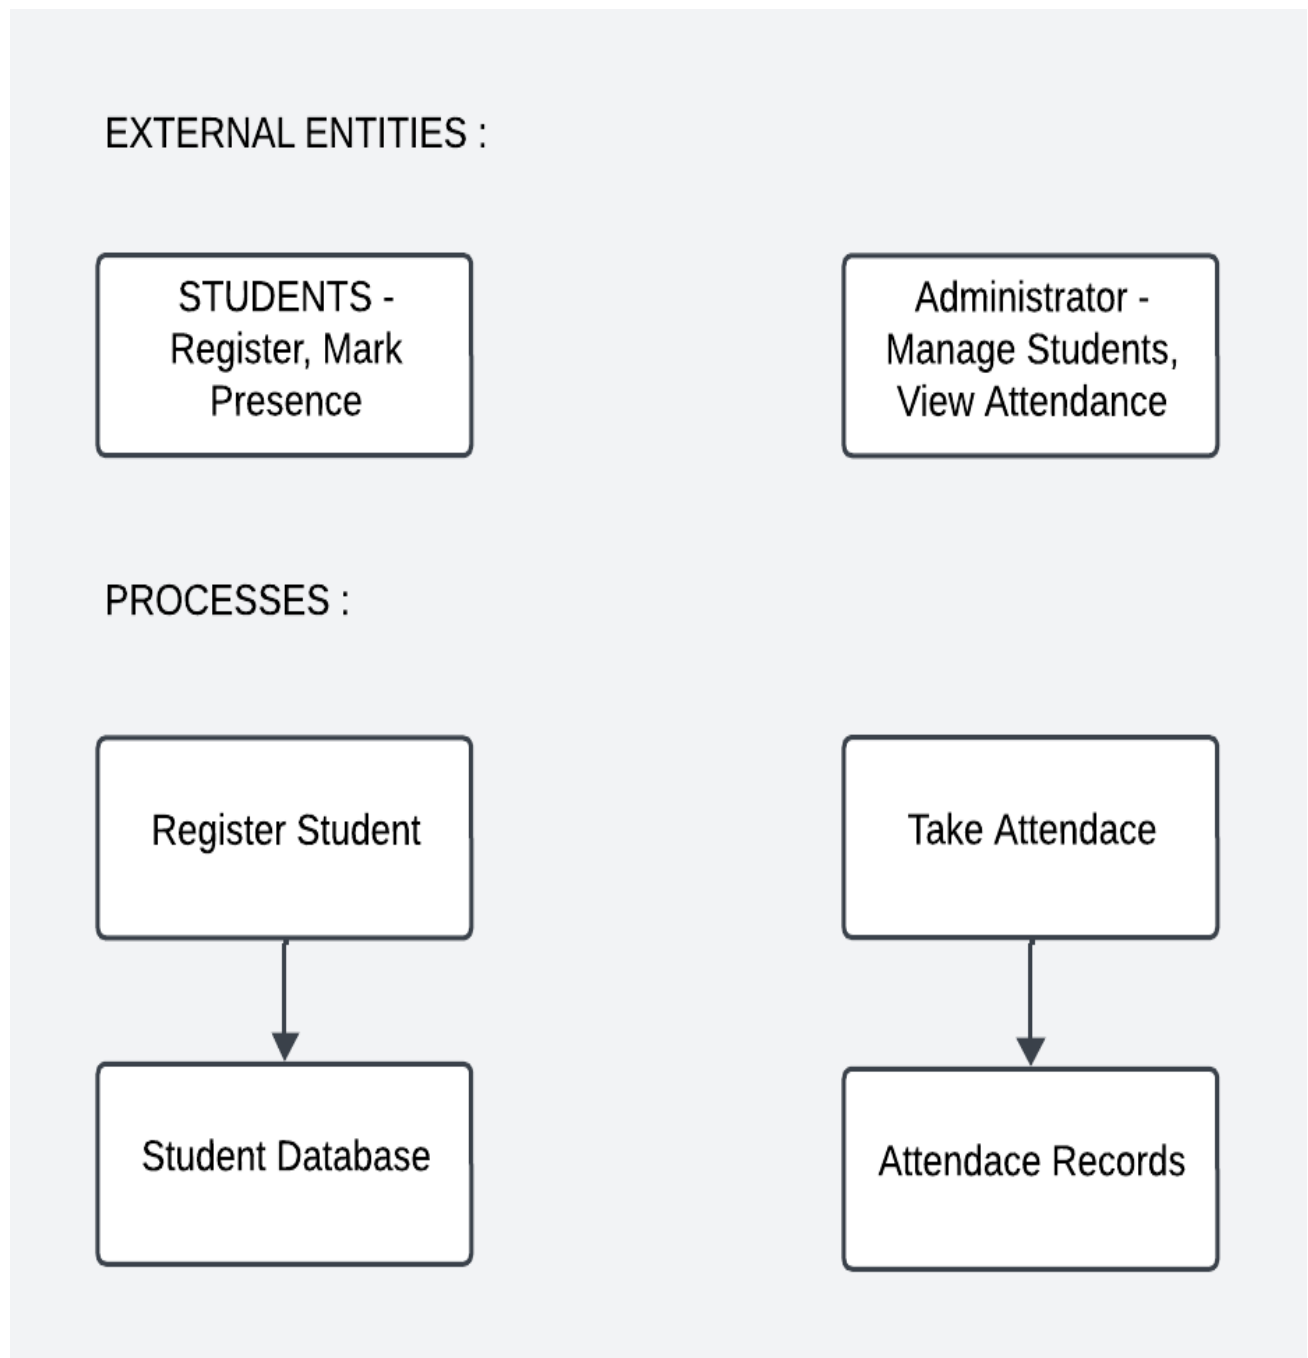 EXTERNAL ENTITIES :
STUDENTS -
Register, Mark
Presence
Administrator -
Manage Students,
View Attendance
PROCESSES :
Register Student
Take Attendace
Student Database
Attendace Records